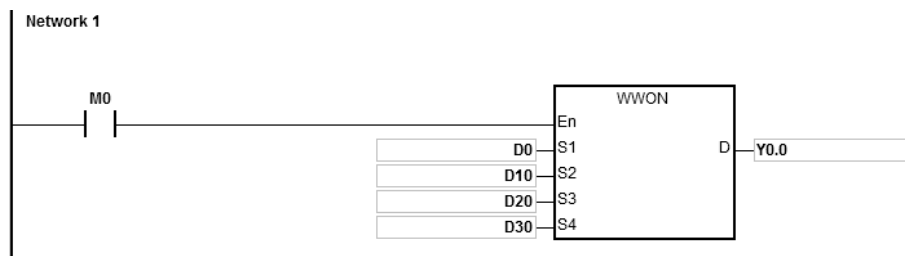 Network 1
M0
WWON
En
D0 S1 D Y0.0
D10 S2
D20 S3
D30 S4